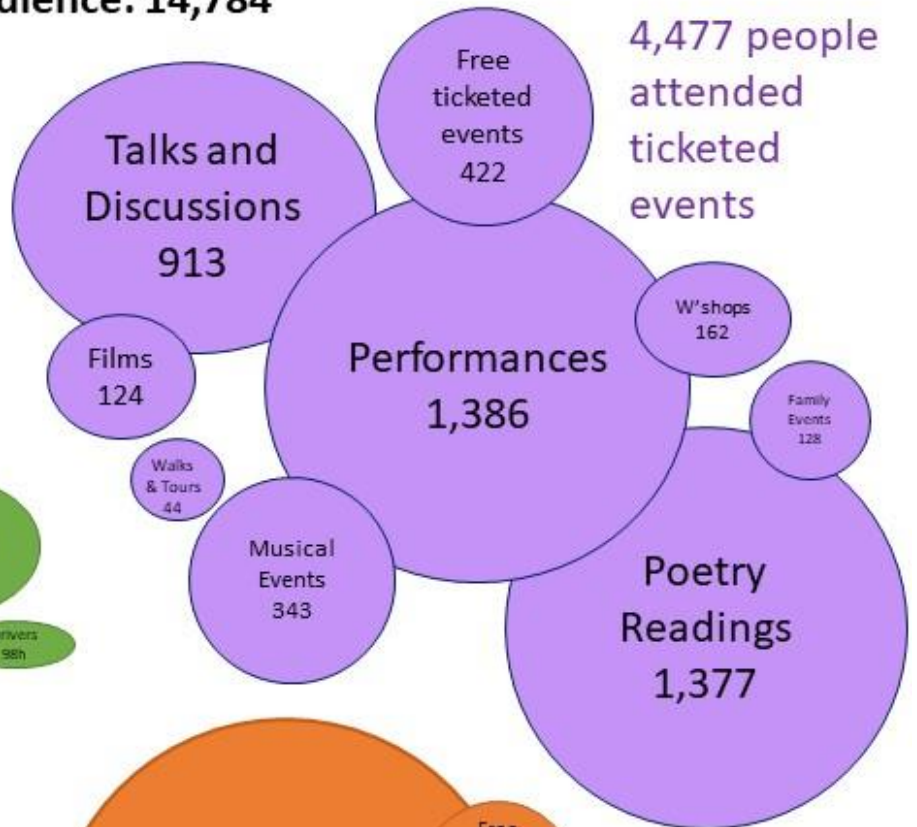 14,784
4,477 people
attended
ticketed
events
Free
ticketed
events
422
Talks and
Discussions
913
W'shops
162
Performances
1,386
Films
124
Family
Events
128
Walks
& Tours
44
Musical
Events
343
Poetry
Readings
1,377
98h